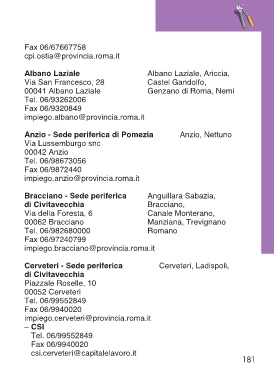 Fax 06/67667758
cpi.ostia@provincia.roma.it
Albano Laziale Albano Laziale, Ariccia,
Via San Francesco, 28 Castel Gandolfo,
00041 Albano Laziale Genzano di Roma, Nemi
Tel. 06/93262006
Fax 06/9320849
impiego.albano@provincia.roma.it
Anzio - Sede periferica di Pomezia Anzio, Nettuno
Via Lussemburgo snc
00042 Anzio
Tel. 06/98673056
Fax 06/9872440
impiego.anzio@provincia.roma.it
Bracciano - Sede periferica Anguillara Sabazia,
di Civitavecchia Bracciano,
Via della Foresta, 6 Canale Monterano,
00062 Bracciano Manziana, Trevignano
Tel. 06/982680000 Romano
Fax 06/97240799
impiego.bracciano@provincia.roma.it
Cerveteri - Sede periferica Cerveteri, Ladispoli,
di Civitavecchia
Piazzale Roselle, 10
00052 Cerveteri
Tel. 06/99552849
Fax 06/9940020
impiego.cerveteri@provincia.roma.it
– CSI
Tel. 06/99552849
Fax 06/9940020
csi.cerveteri@capitalelavoro.it
181